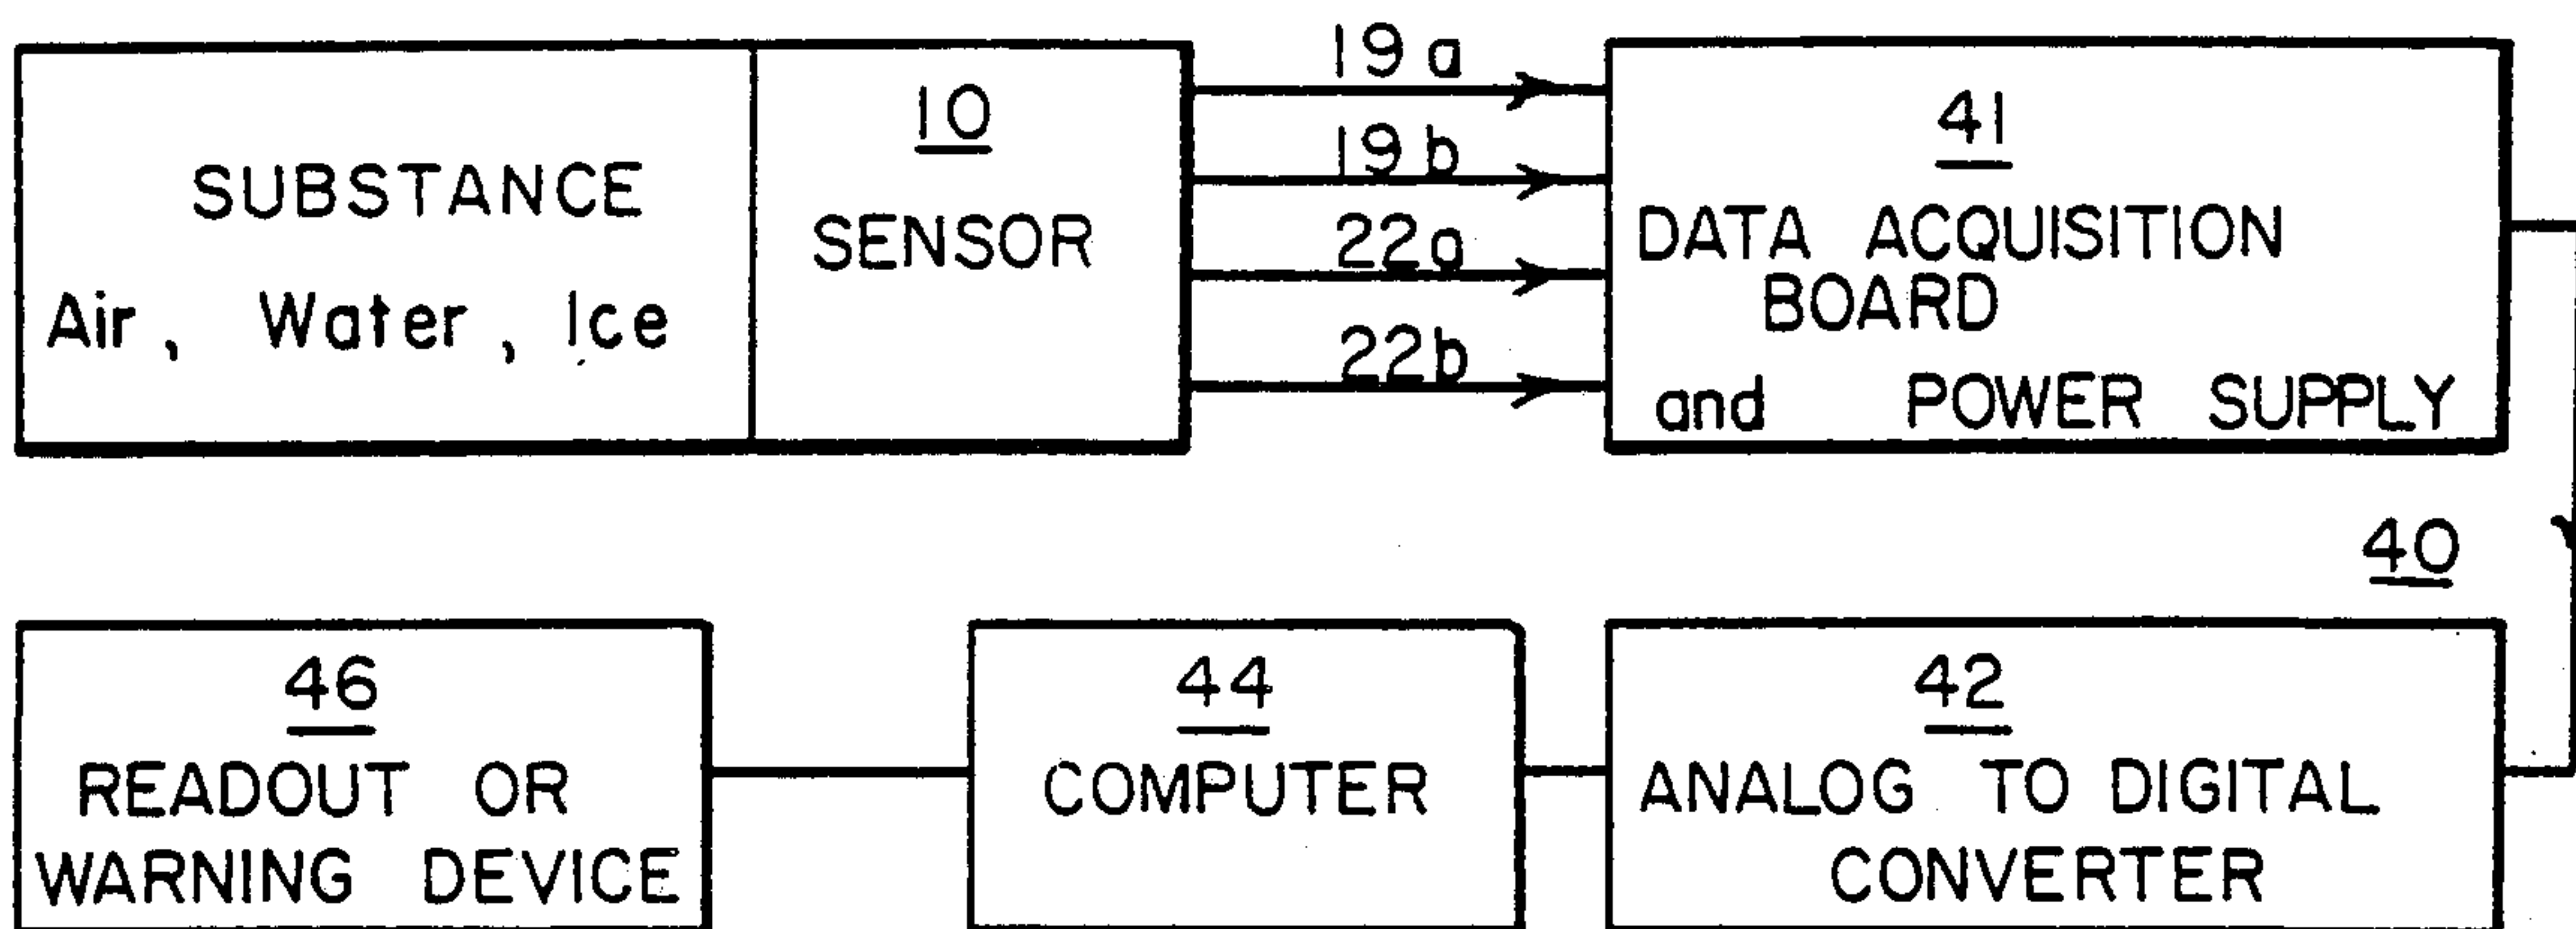 SUBSTANCE
Air, Water, Ice
10
SENSOR
19a
19b
22a
22b
41
DATA ACQUISITION
BOARD
and POWER SUPPLY
40
46
READOUT OR
WARNING DEVICE
44
COMPUTER
42
ANALOG TO DIGITAL
CONVERTER